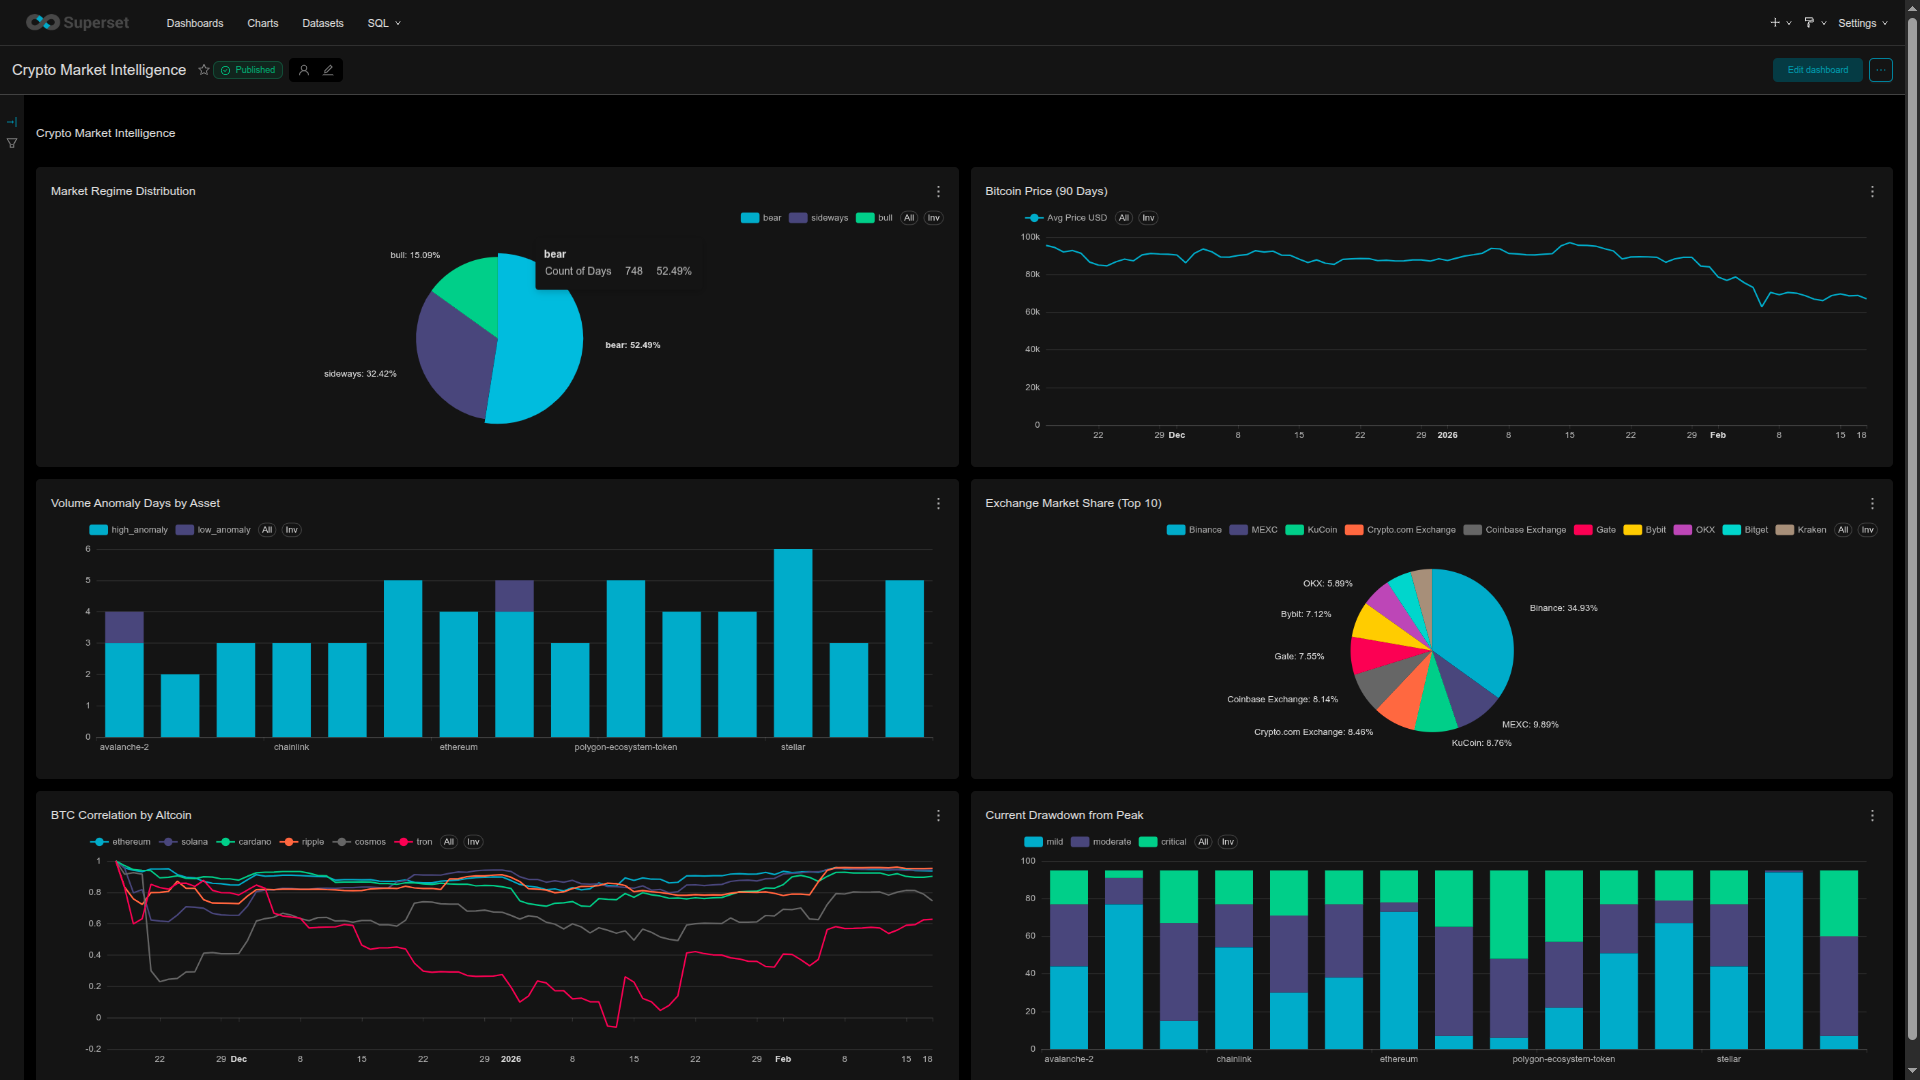 Superset Dashboards Charts Datasets SQL Settings
Crypto Market Intelligence Published Edit dashboard ...
Crypto Market Intelligence
Market Regime Distribution
bear sideways bull All Inv
bull: 15.09%
bear
Count of Days 748 52.49%
bear: 52.49%
sideways: 32.42%
Bitcoin Price (90 Days)
Avg Price USD All Inv
100k
80k
60k
40k
20k
0
22 29 Dec 8 15 22 29 2026 8 15 22 29 Feb 8 15 18
Volume Anomaly Days by Asset
high_anomaly low_anomaly All Inv
6
5
4
3
2
1
0
avalanche-2 chainlink ethereum polygon-ecosystem-token stellar
Exchange Market Share (Top 10)
Binance MEXC KuCoin Crypto.com Exchange Coinbase Exchange Gate Bybit OKX Bitget Kraken All Inv
OKX: 5.89%
Binance: 34.93%
Bybit: 7.12%
Gate: 7.55%
Coinbase Exchange: 8.14%
MEXC: 9.89%
Crypto.com Exchange: 8.46%
KuCoin: 8.76%
BTC Correlation by Altcoin
ethereum solana cardano ripple cosmos tron All Inv
1
0.8
0.6
0.4
0.2
0
-0.2
22 29 Dec 8 15 22 29 2026 8 15 22 29 Feb 8 15 18
Current Drawdown from Peak
mild moderate critical All Inv
100
80
60
40
20
0
avalanche-2 chainlink ethereum polygon-ecosystem-token stellar